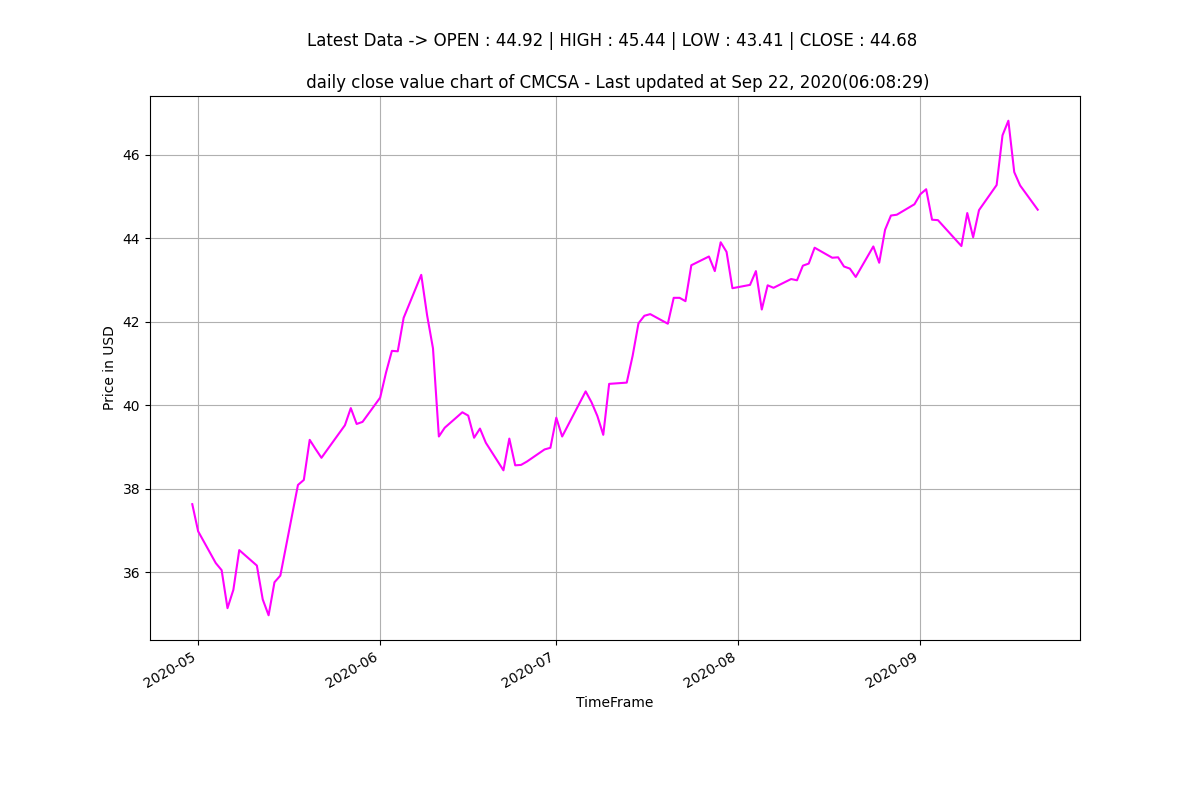 Latest Data -> OPEN : 44.92 | HIGH : 45.44 | LOW : 43.41 | CLOSE : 44.68
daily close value chart of CMCSA - Last updated at Sep 22, 2020(06:08:29)
46
44
42
40
38
36
Price in USD
2020-05
2020-06
2020-07
2020-08
2020-09
TimeFrame